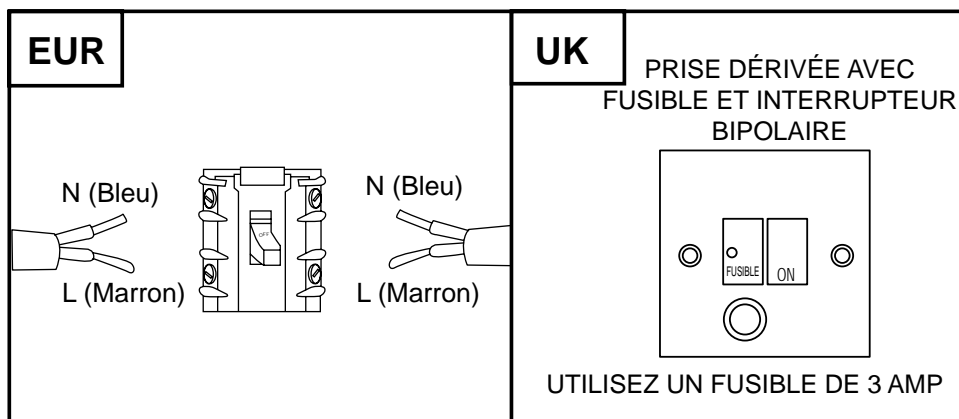 EUR
N (Bleu)
L (Marron)
OFF
N (Bleu)
L (Marron)
UK
PRISE DÉRIVÉE AVEC
FUSIBLE ET INTERRUPTEUR
BIPOLAIRE
FUSIBLE
ON
UTILISEZ UN FUSIBLE DE 3 AMP